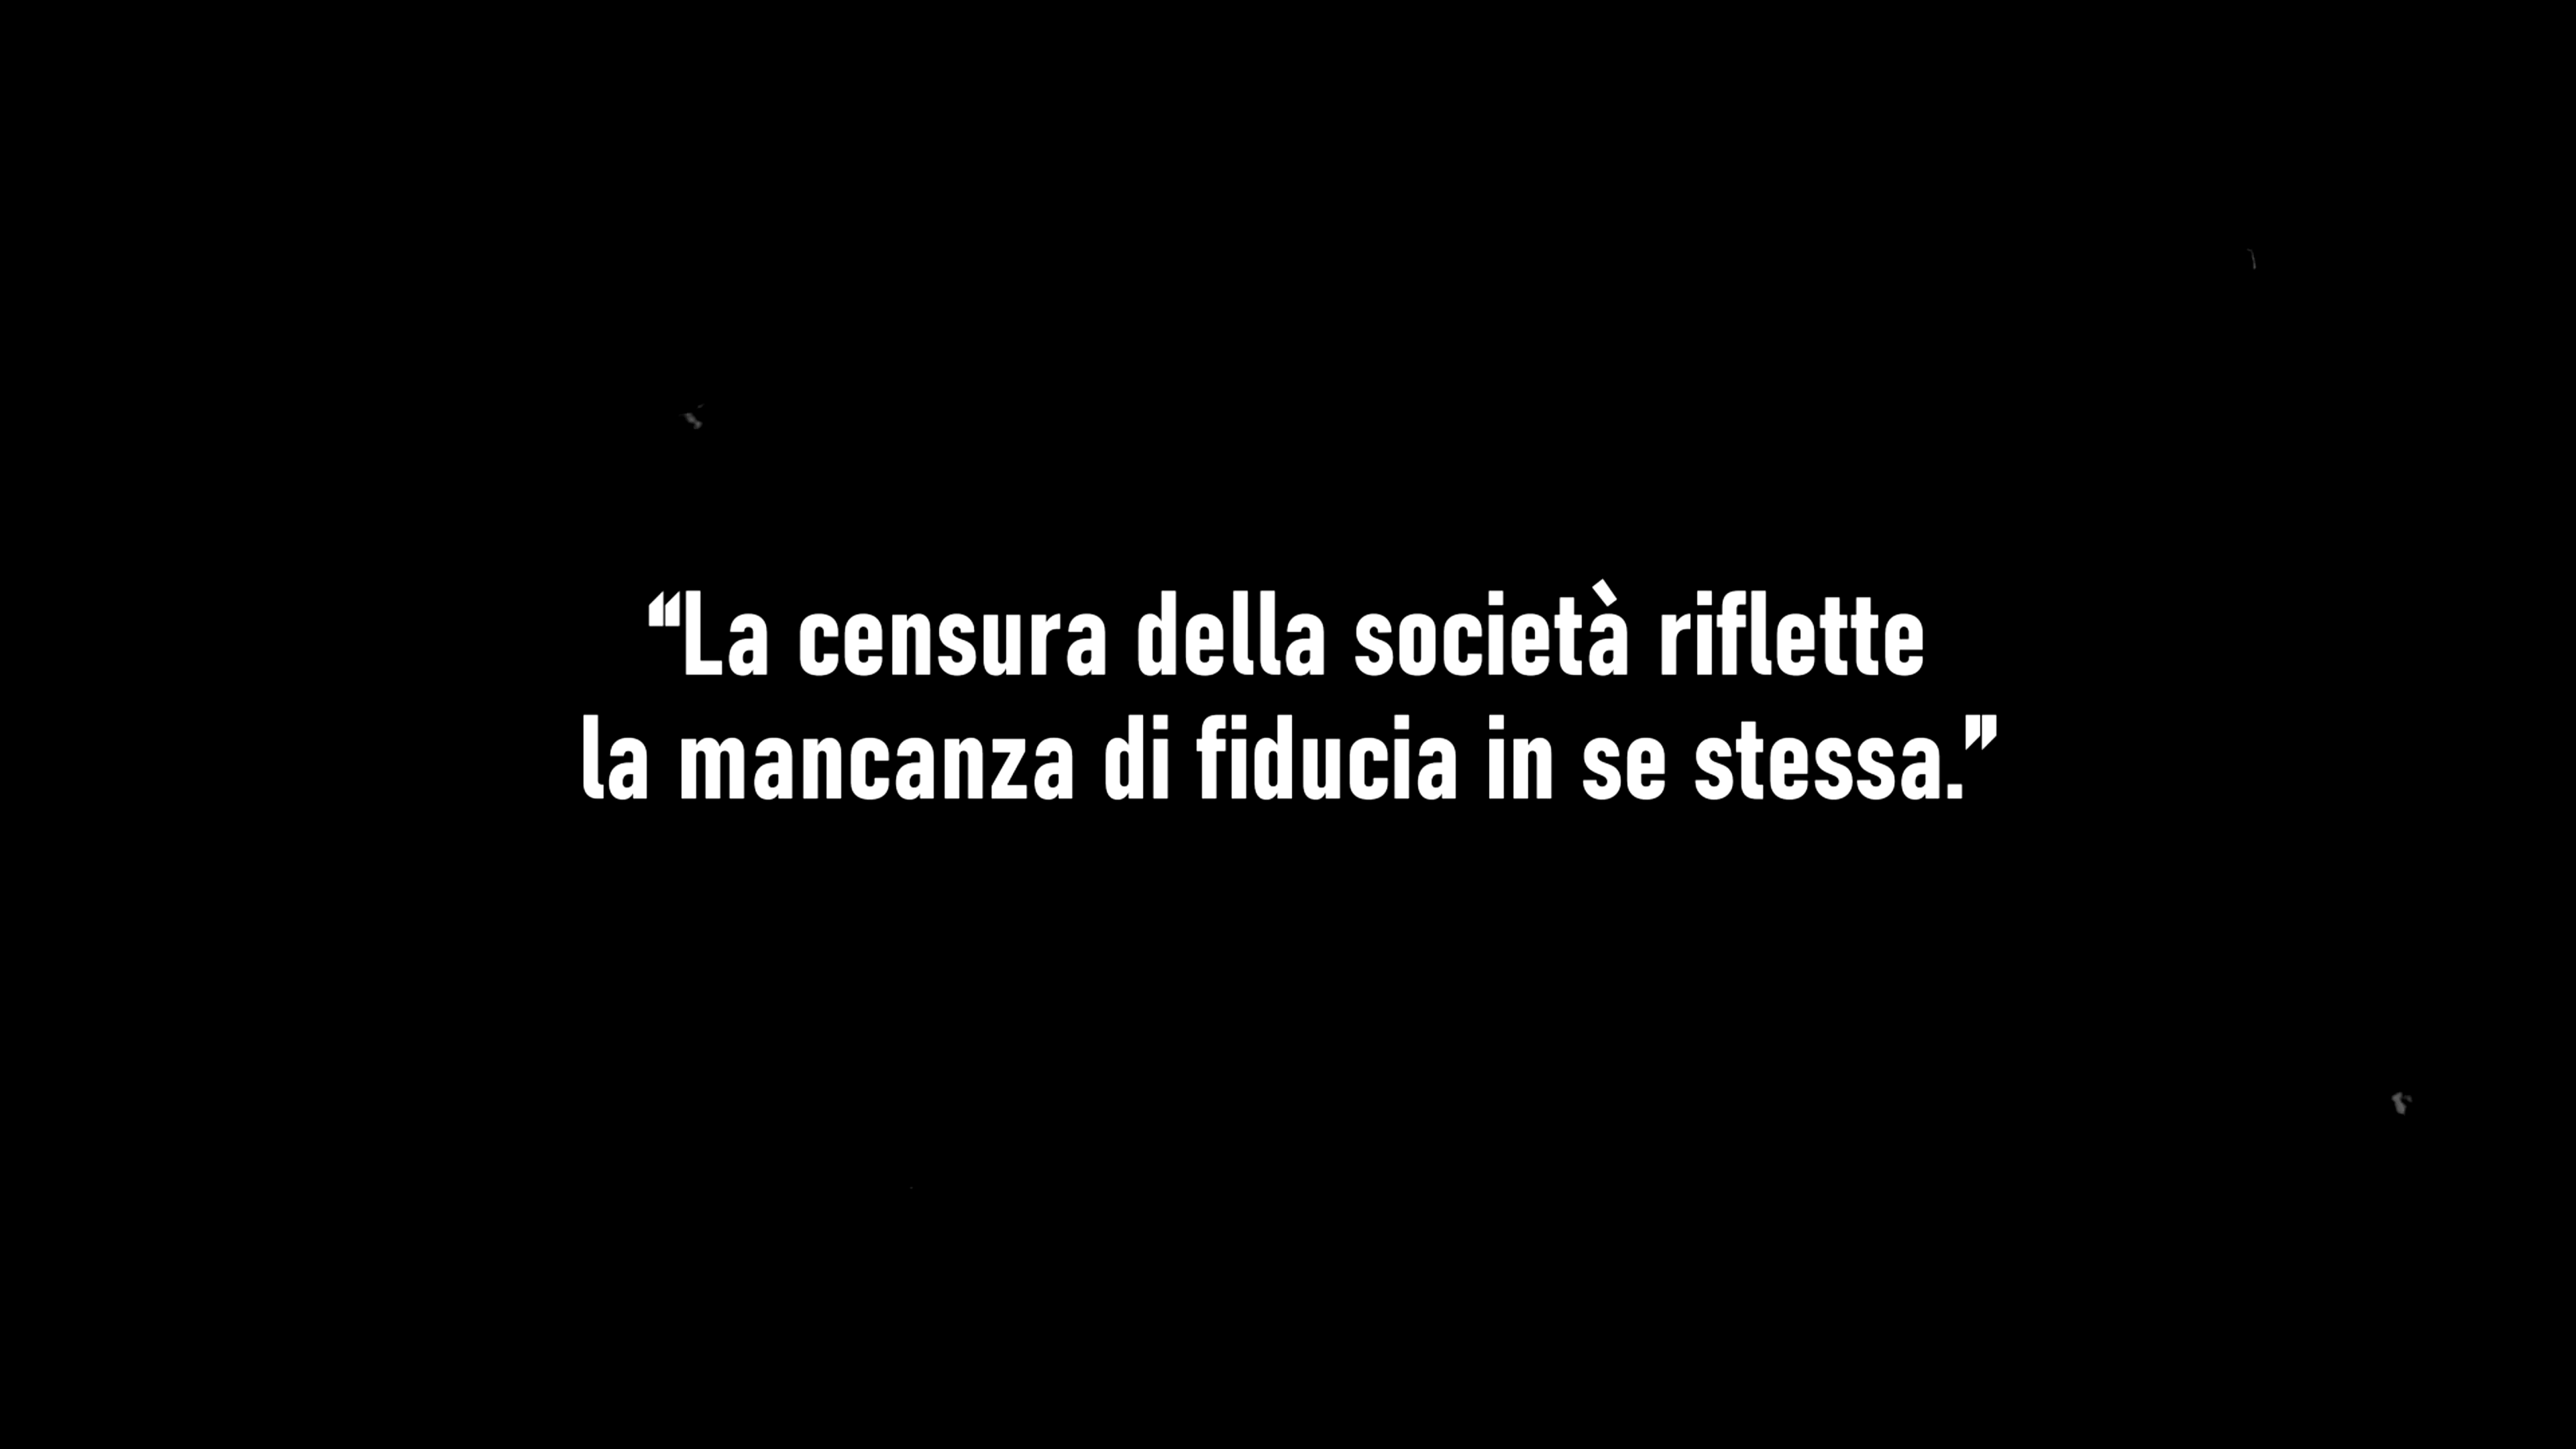 “La censura della società riflette
la mancanza di fiducia in se stessa.”